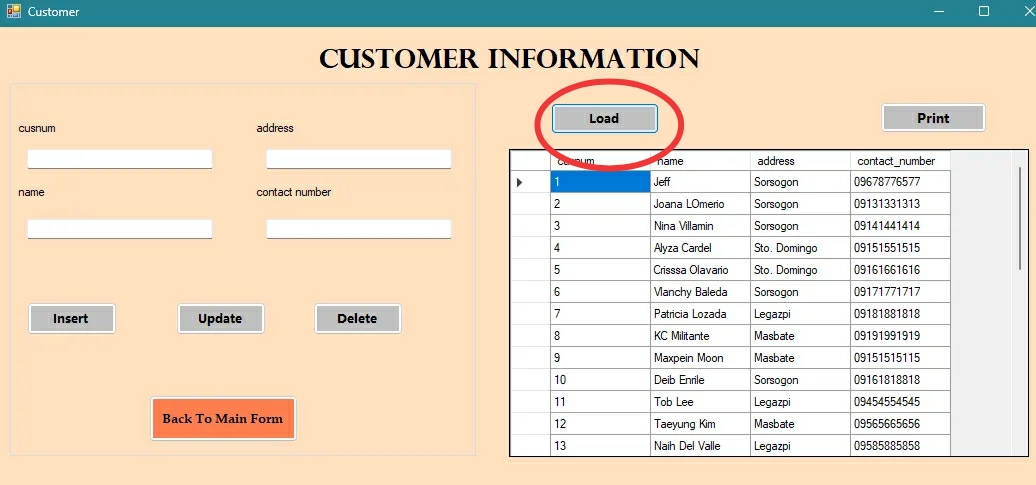 Customer
CUSTOMER INFORMATION
cusnum address
name contact number
Insert Update Delete
Back To Main Form
Load Print
cusnum name address contact_number
1 Jeff Sorsogon 09678776577
2 Joana LOmerio Sorsogon 09131331313
3 Nina Villamin Sorsogon 09141441414
4 Alyza Cardel Sto. Domingo 09151551515
5 Crisssa Olavario Sto. Domingo 09161661616
6 Vlanchy Baleda Sorsogon 09171771717
7 Patricia Lozada Legazpi 09181881818
8 KC Militante Masbate 09191991919
9 Maxpein Moon Masbate 09151515115
10 Deib Enrile Sorsogon 09161818818
11 Tob Lee Legazpi 09454554545
12 Taeyung Kim Masbate 09565665656
13 Naih Del Valle Legazpi 09585885858